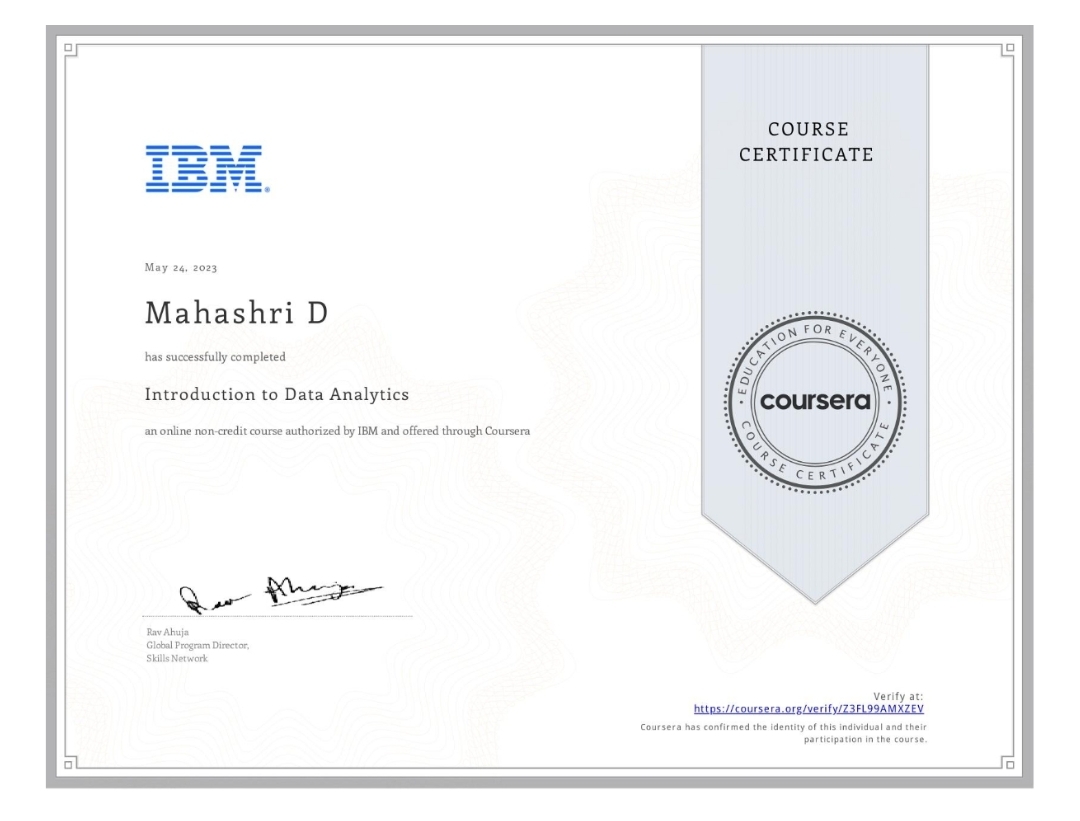 COURSE
CERTIFICATE
IBM®
May 24, 2023
Mahashri D
has successfully completed
Introduction to Data Analytics
an online non-credit course authorized by IBM and offered through Coursera
EDUCATION FOR EVERYONE
coursera
COURSE CERTIFICATE
Rav Ahuja
Rav Ahuja
Global Program Director,
Skills Network
Verify at:
https://coursera.org/verify/Z3FL99AMXZEV
Coursera has confirmed the identity of this individual and their
participation in the course.